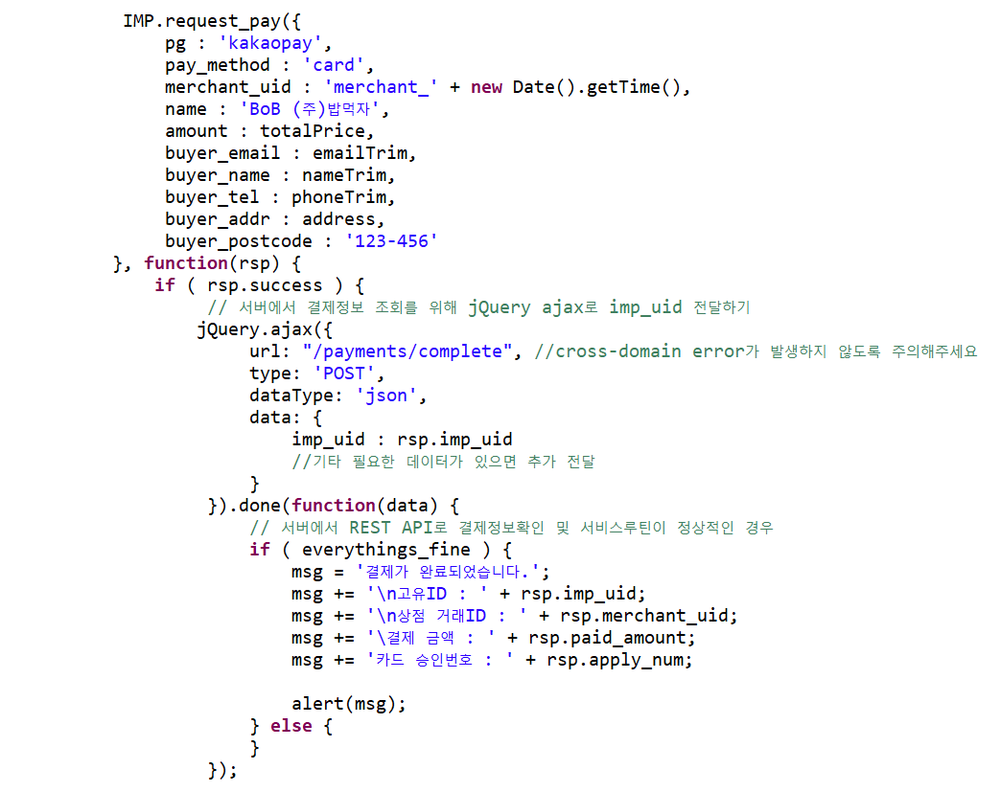 IMP.request_pay({
pg : 'kakaopay',
pay_method : 'card',
merchant_uid : 'merchant_' + new Date().getTime(),
name : 'BoB (주)밥먹자',
amount : totalPrice,
buyer_email : emailTrim,
buyer_name : nameTrim,
buyer_tel : phoneTrim,
buyer_addr : address,
buyer_postcode : '123-456'
}, function(rsp) {
if ( rsp.success ) {
// 서버에서 결제정보 조회를 위해 jQuery ajax로 imp_uid 전달하기
jQuery.ajax({
url: "/payments/complete", //cross-domain error가 발생하지 않도록 주의해주세요
type: 'POST',
dataType: 'json',
data: {
imp_uid : rsp.imp_uid
//기타 필요한 데이터가 있으면 추가 전달
}
}).done(function(data) {
// 서버에서 REST API로 결제정보확인 및 서비스루틴이 정상적인 경우
if ( everythings_fine ) {
msg = '결제가 완료되었습니다.';
msg += '\n고유ID : ' + rsp.imp_uid;
msg += '\n상점 거래ID : ' + rsp.merchant_uid;
msg += '\결제 금액 : ' + rsp.paid_amount;
msg += '카드 승인번호 : ' + rsp.apply_num;
alert(msg);
} else {
}
});